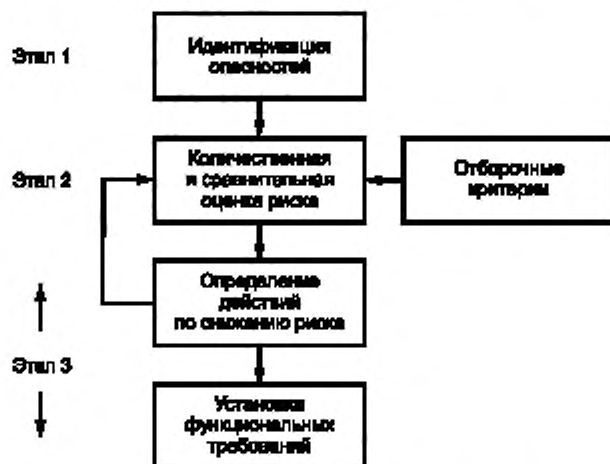 Этап 1
Идентификация
опасностей
Этап 2
Количественная
и сравнительная
оценка риска
Отборочные
критерии
Определение
действий
по снижению риска
Этап 3
Установка
функциональных
требований